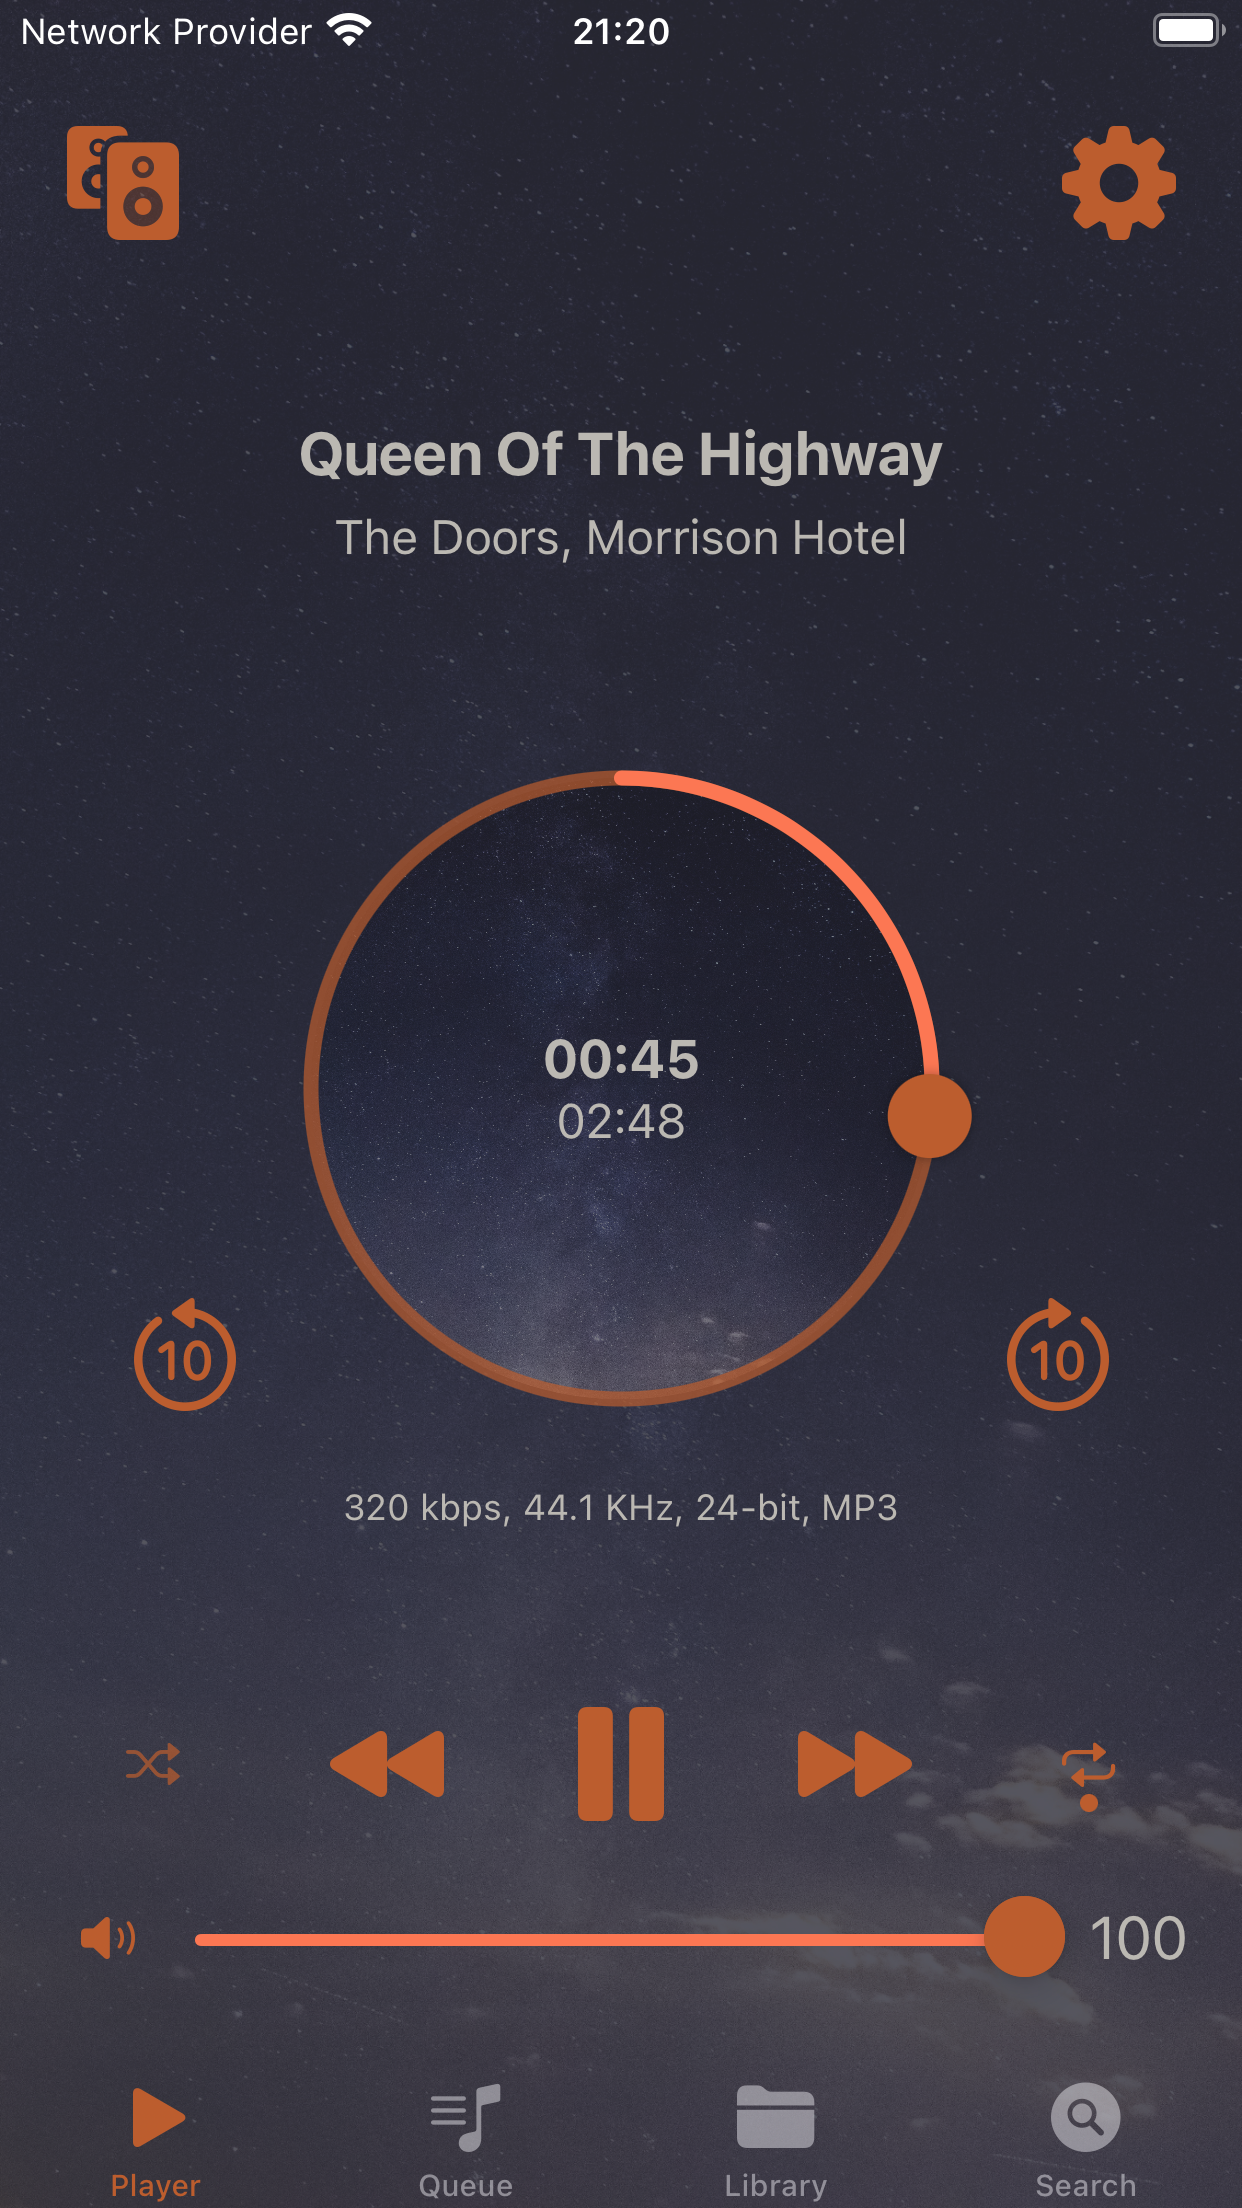 Network Provider 21:20
Queen Of The Highway
The Doors, Morrison Hotel
00:45
02:48
10 10
320 kbps, 44.1 KHz, 24-bit, MP3
100
Player Queue Library Search